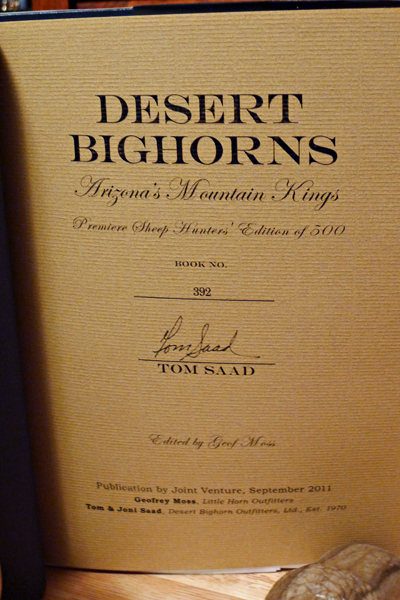 DESERT
BIGHORNS
Arizona's Mountain Kings
Premiere Sheep Hunters' Edition of 500
BOOK NO.
392
Tom Saad
TOM SAAD
Edited by Geof Moss
Publication by Joint Venture, September 2011
Geofrey Moss, Little Horn Outfitters
Tom & Joni Saad, Desert Bighorn Outfitters, Ltd., Est. 1970